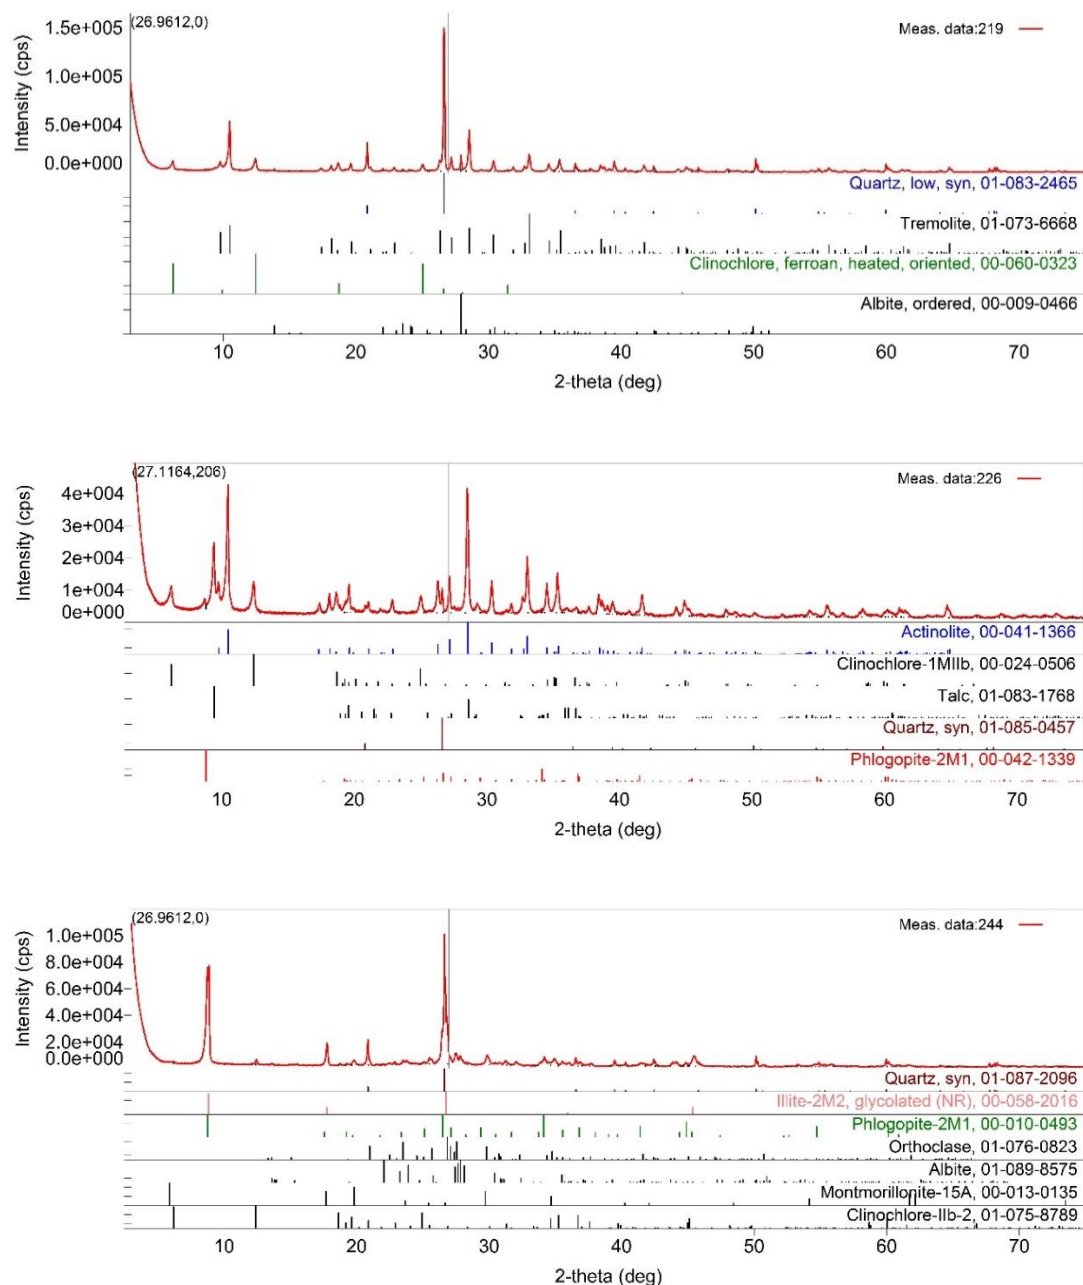 (26.9612,0)
Meas. data:219
Intensity (cps)
1.5e+005
1.0e+005
5.0e+004
0.0e+000
Quartz, low, syn, 01-083-2465
Tremolite, 01-073-6668
Clinochlore, ferroan, heated, oriented, 00-060-0323
Albite, ordered, 00-009-0466
10 20 30 40 50 60 70
2-theta (deg)
(27.1164,206)
Meas. data:226
Intensity (cps)
4e+004
3e+004
2e+004
1e+004
0e+000
Actinolite, 00-041-1366
Clinochlore-1MIIb, 00-024-0506
Talc, 01-083-1768
Quartz, syn, 01-085-0457
Phlogopite-2M1, 00-042-1339
10 20 30 40 50 60 70
2-theta (deg)
(26.9612,0)
Meas. data:244
Intensity (cps)
1.0e+005
8.0e+004
6.0e+004
4.0e+004
2.0e+004
0.0e+000
Quartz, syn, 01-087-2096
Illite-2M2, glycolated (NR), 00-058-2016
Phlogopite-2M1, 00-010-0493
Orthoclase, 01-076-0823
Albite, 01-089-8575
Montmorillonite-15A, 00-013-0135
Clinochlore-IIb-2, 01-075-8789
10 20 30 40 50 60 70
2-theta (deg)